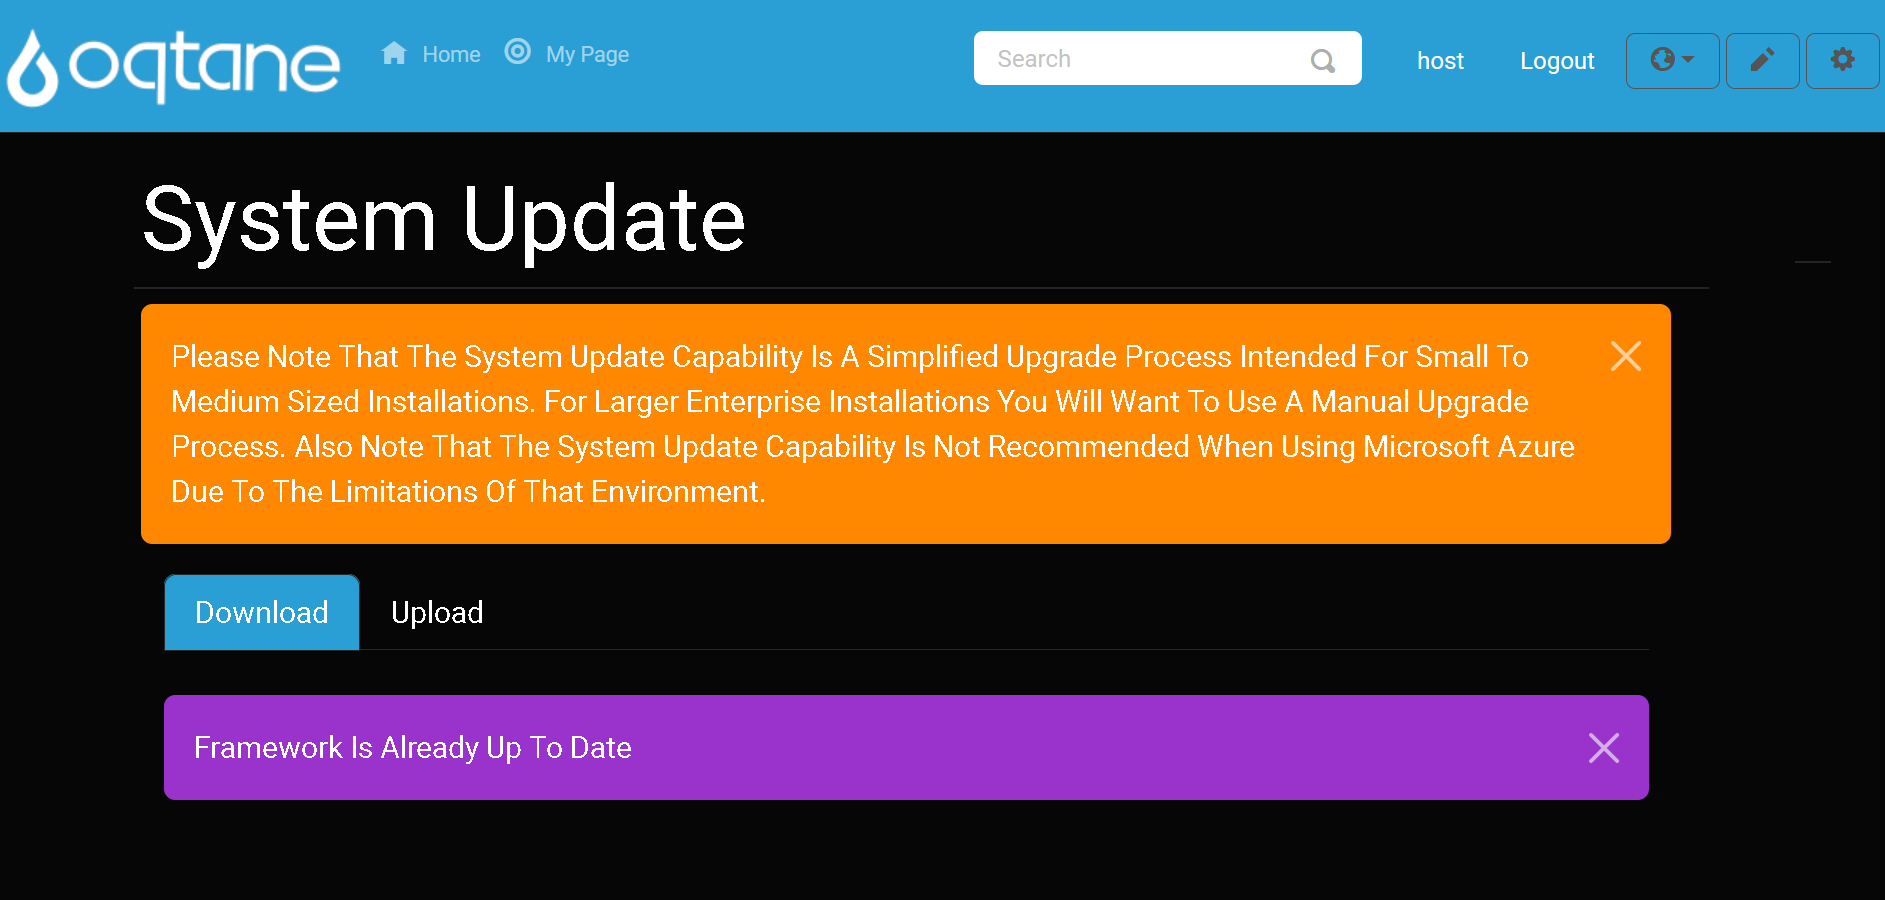 oqtane
Home
My Page
Search
host
Logout
System Update
Please Note That The System Update Capability Is A Simplified Upgrade Process Intended For Small To
Medium Sized Installations. For Larger Enterprise Installations You Will Want To Use A Manual Upgrade
Process. Also Note That The System Update Capability Is Not Recommended When Using Microsoft Azure
Due To The Limitations Of That Environment.
Download
Upload
Framework Is Already Up To Date